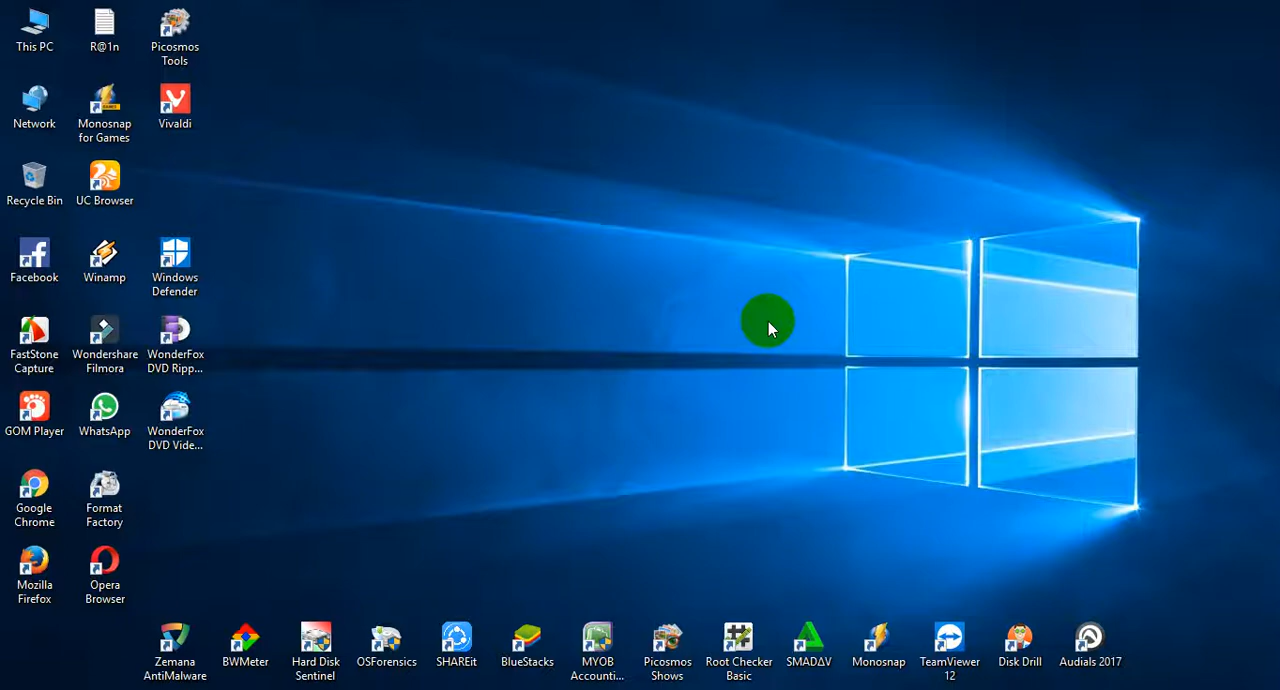 This PC
R@1n
Picosmos
Tools
Network
Monosnap
for Games
Vivaldi
Recycle Bin
UC Browser
Facebook
Winamp
Windows
Defender
FastStone
Capture
Wondershare
Filmora
WonderFox
DVD Ripp...
GOM Player
WhatsApp
WonderFox
DVD Vide...
Google
Chrome
Format
Factory
Mozilla
Firefox
Opera
Browser
Zemana
AntiMalware
BWMeter
Hard Disk
Sentinel
OSForensics
SHAREit
BlueStacks
MYOB
Accounti...
Picosmos
Shows
Root Checker
Basic
SMADΔV
Monosnap
TeamViewer
12
Disk Drill
Audials 2017